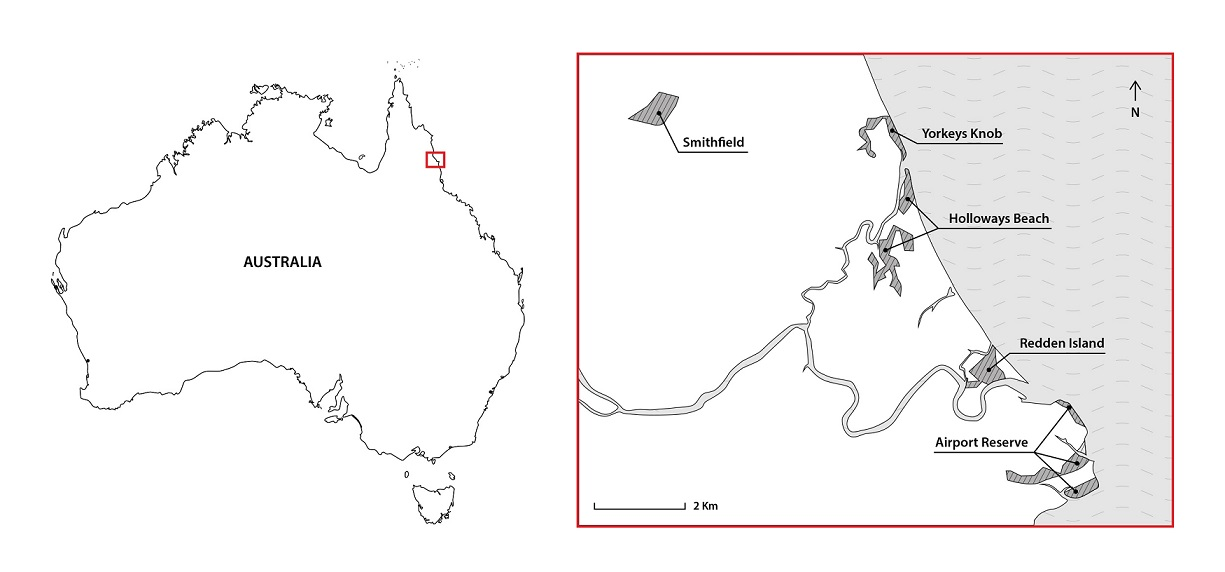 AUSTRALIA
N
Smithfield
Yorkeys Knob
Holloways Beach
Redden Island
Airport Reserve
2 Km